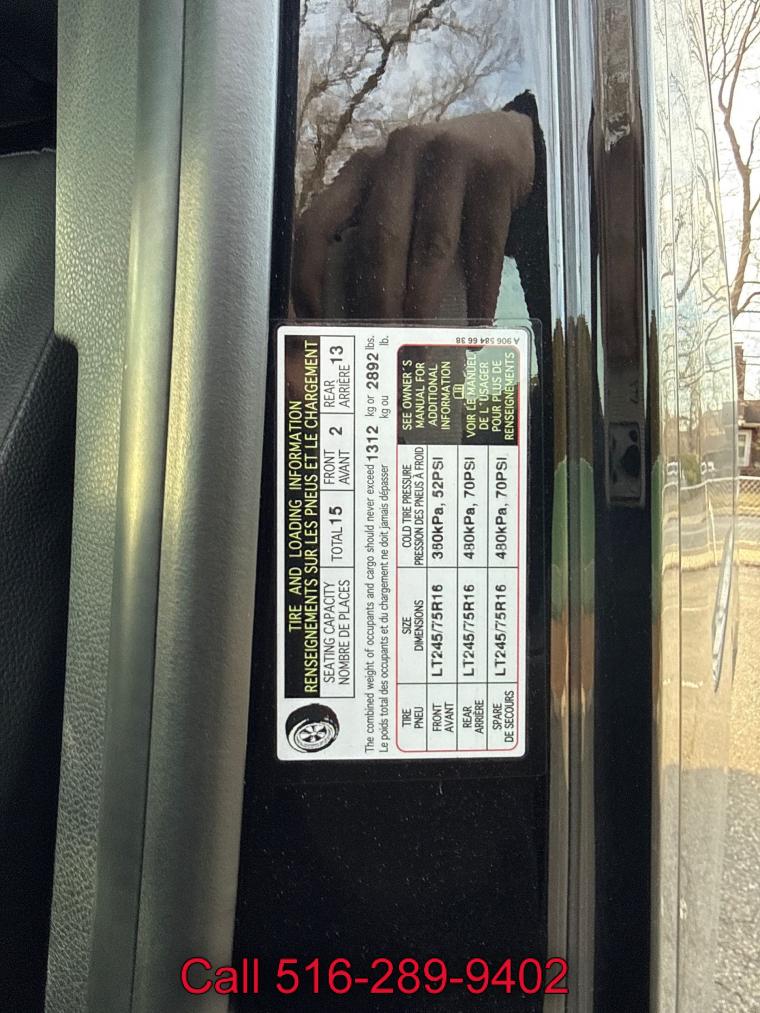 TIRE AND LOADING INFORMATION
RENSEIGNEMENTS SUR LES PNEUS ET LE CHARGEMENT
SEATING CAPACITY
NOMBRE DE PLACES
TOTAL 15
FRONT
AVANT
2
REAR
ARRIÈRE
13
The combined weight of occupants and cargo should never exceed 1312 kg or 2892 lbs.
Le poids total des occupants et du chargement ne doit jamais dépasser kg ou lb.
TIRE
PNEU
SIZE
DIMENSIONS
COLD TIRE PRESSURE
PRESSION DES PNEUS À FROID
FRONT
AVANT
LT245/75R16
360kPa, 52PSI
REAR
ARRIÈRE
LT245/75R16
480kPa, 70PSI
SPARE
DE SECOURS
LT245/75R16
480kPa, 70PSI
SEE OWNER'S
MANUAL FOR
ADDITIONAL
INFORMATION
VOIR LE MANUEL
DE L'USAGER
POUR PLUS DE
RENSEIGNEMENTS
A 906 584 66 38
Call 516-289-9402